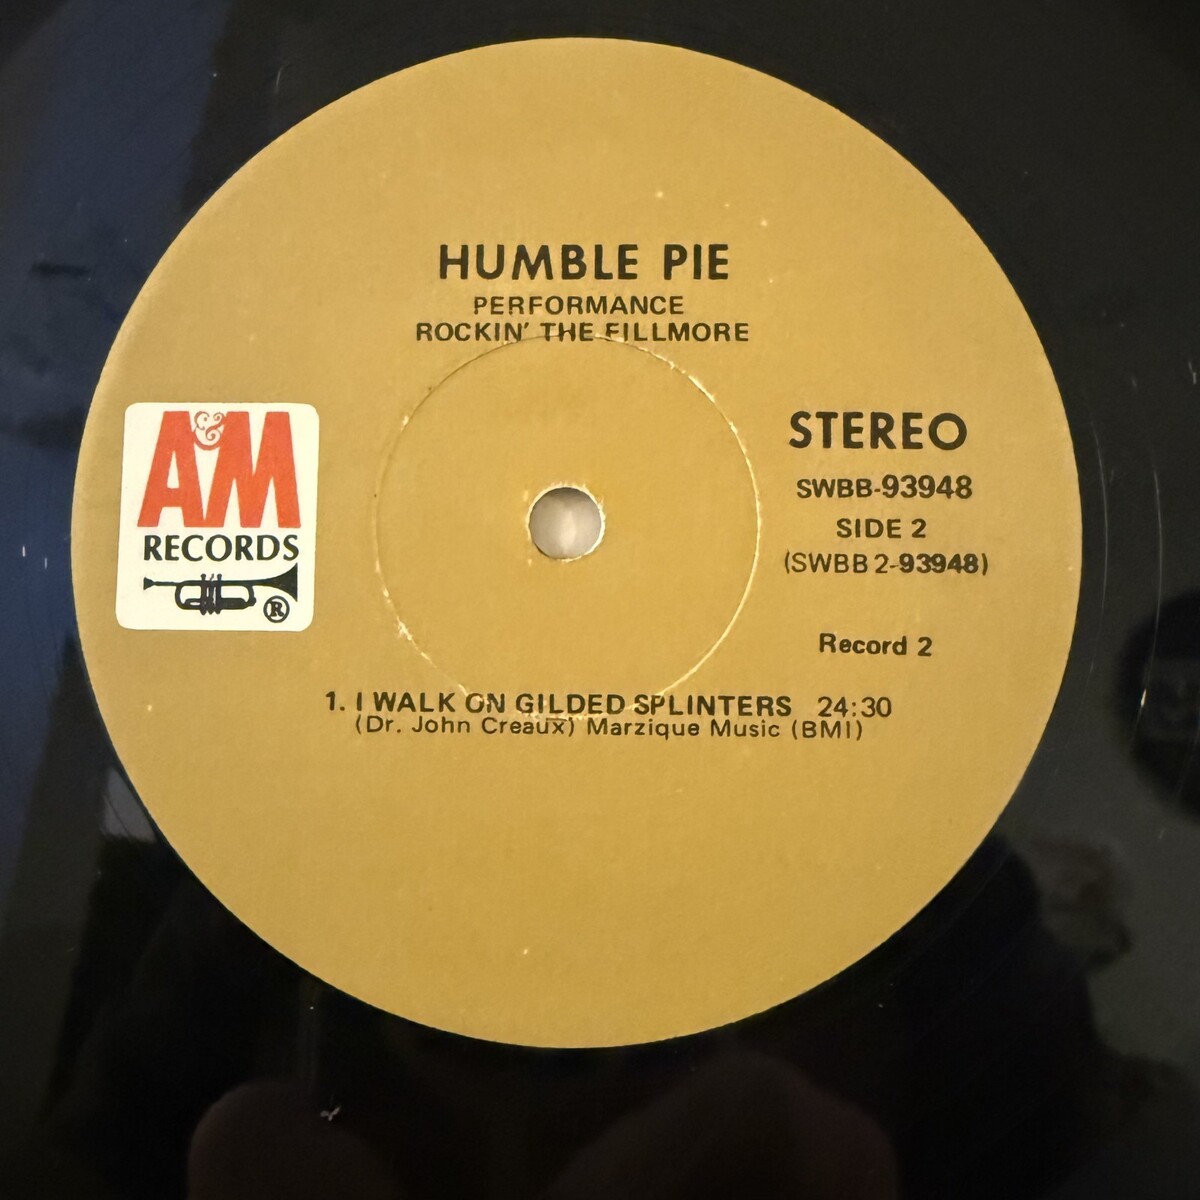 HUMBLE PIE
PERFORMANCE
ROCKIN' THE FILLMORE
A&M
RECORDS
®
STEREO
SWBB-93948
SIDE 2
(SWBB 2-93948)
Record 2
1. I WALK ON GILDED SPLINTERS 24:30
(Dr. John Creaux) Marzique Music (BMI)